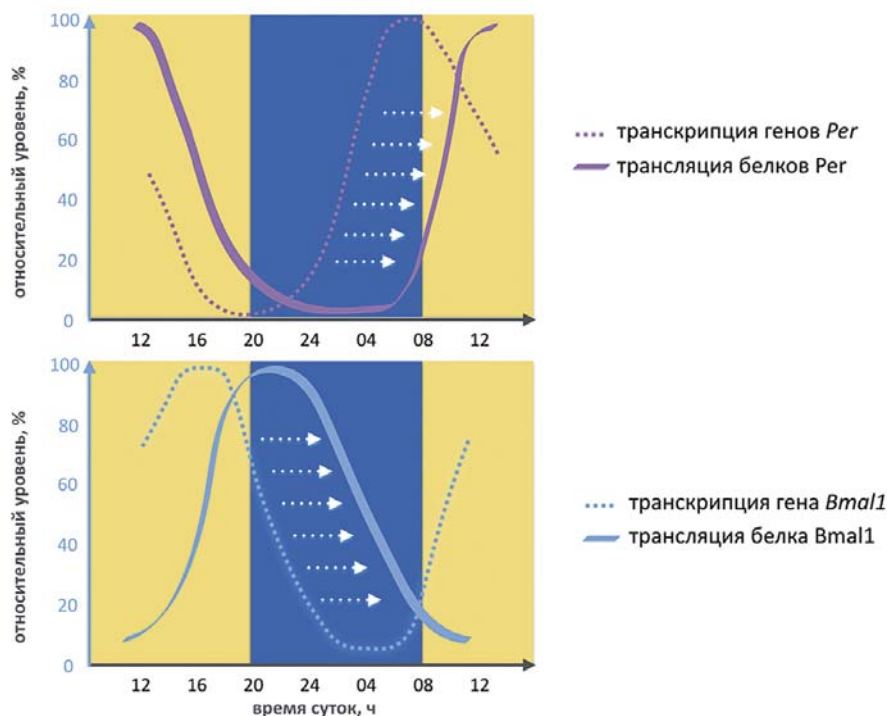 относительный уровень, %
100
80
60
40
20
0
12 16 20 24 04 08 12
транскрипция генов Per
трансляция белков Per
относительный уровень, %
100
80
60
40
20
0
12 16 20 24 04 08 12
время суток, ч
транскрипция гена Bmal1
трансляция белка Bmal1